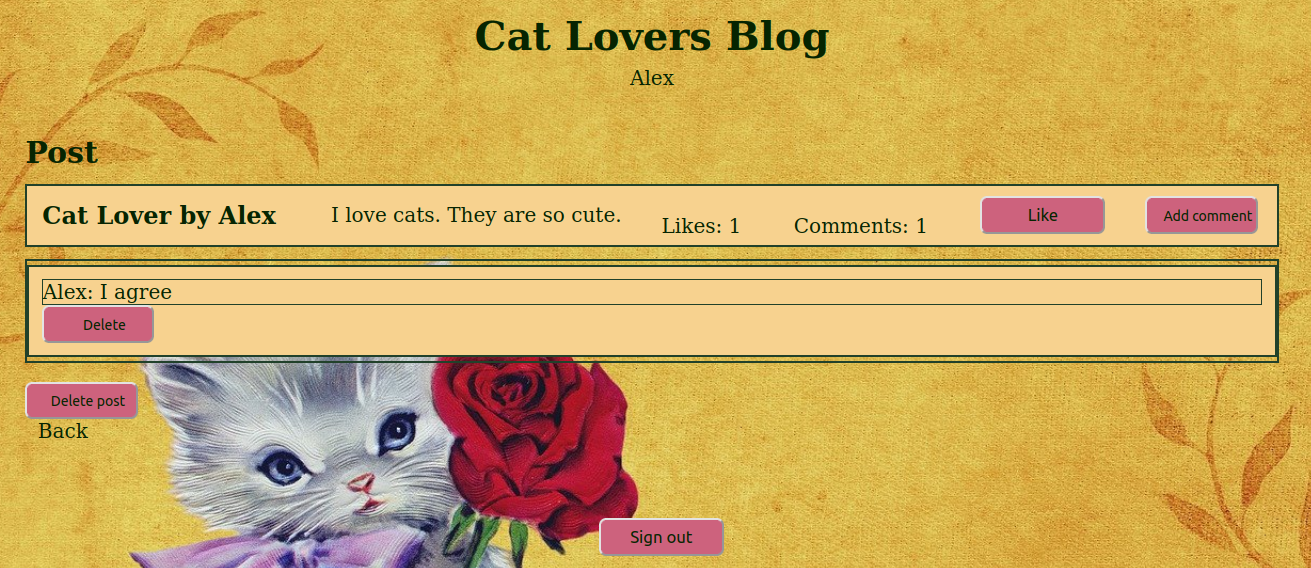 Cat Lovers Blog
Alex
Post
Cat Lover by Alex I love cats. They are so cute. Likes: 1 Comments: 1 Like Add comment
Alex: I agree
Delete
Delete post
Back
Sign out